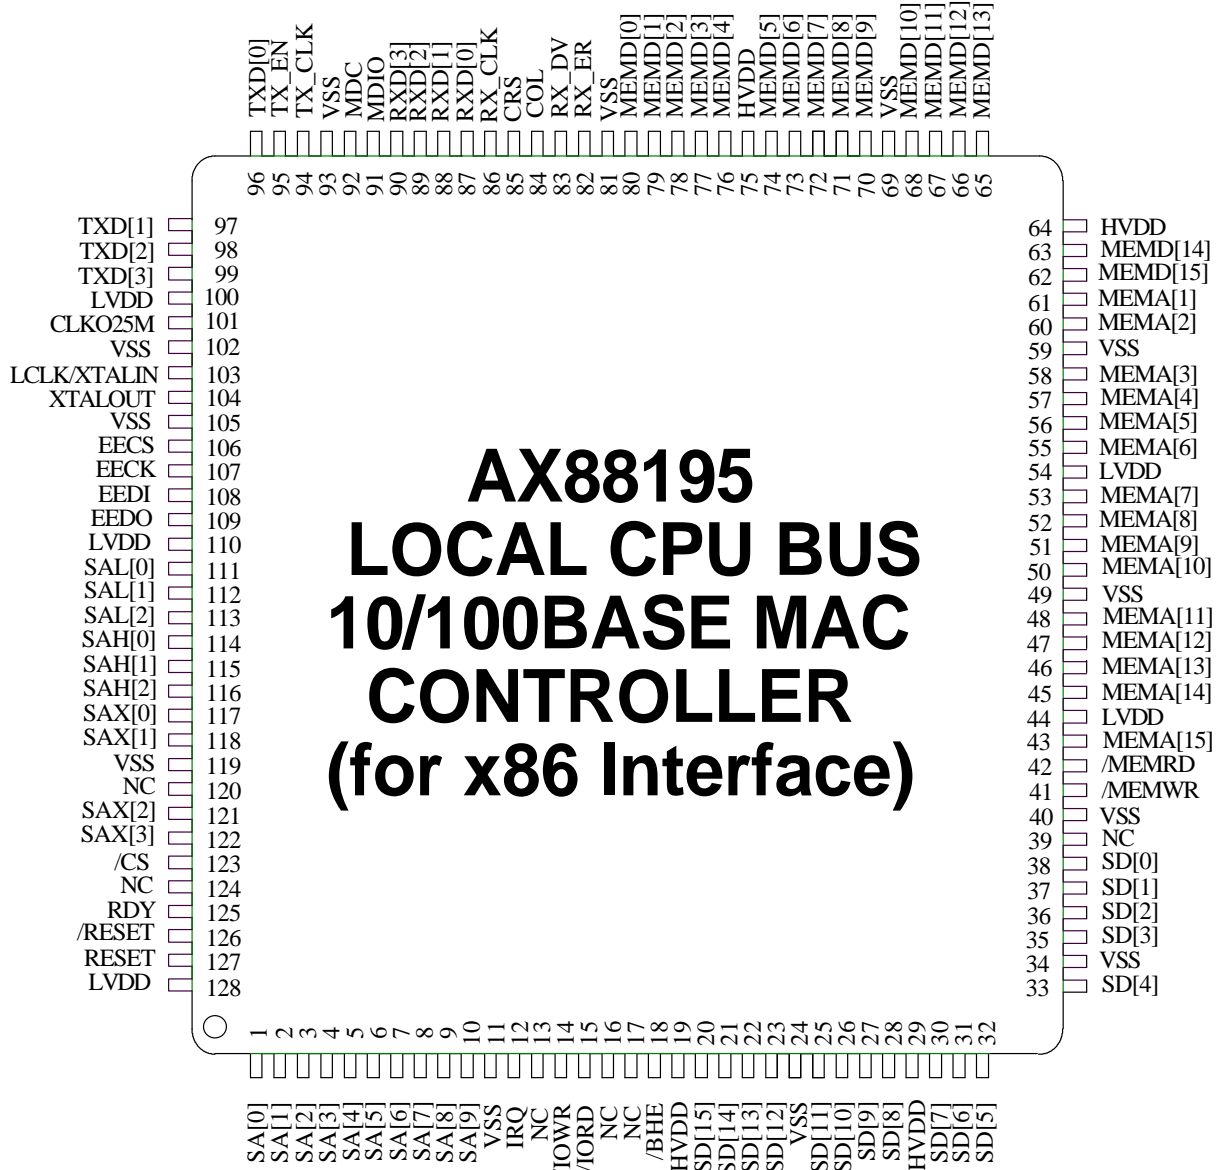 TXD[0]
TX_EN
TX_CLK
VSS
MDC
MDIO
RXD[3]
RXD[2]
RXD[1]
RXD[0]
RX_CLK
CRS
COL
RX_DV
RX_ER
VSS
MEMD[0]
MEMD[1]
MEMD[2]
MEMD[3]
MEMD[4]
HVDD
MEMD[5]
MEMD[6]
MEMD[7]
MEMD[8]
MEMD[9]
VSS
MEMD[10]
MEMD[11]
MEMD[12]
MEMD[13]
96
95
94
93
92
91
90
89
88
87
86
85
84
83
82
81
80
79
78
77
76
75
74
73
72
71
70
69
68
67
66
65
TXD[1] 97
TXD[2] 98
TXD[3] 99
LVDD 100
CLKO25M 101
VSS 102
LCLK/XTALIN 103
XTALOUT 104
VSS 105
EECS 106
EECK 107
EEDI 108
EEDO 109
LVDD 110
SAL[0] 111
SAL[1] 112
SAL[2] 113
SAH[0] 114
SAH[1] 115
SAH[2] 116
SAX[0] 117
SAX[1] 118
VSS 119
NC 120
SAX[2] 121
SAX[3] 122
/CS 123
NC 124
RDY 125
/RESET 126
RESET 127
LVDD 128
AX88195
LOCAL CPU BUS
10/100BASE MAC
CONTROLLER
(for x86 Interface)
64 HVDD
63 MEMD[14]
62 MEMD[15]
61 MEMA[1]
60 MEMA[2]
59 VSS
58 MEMA[3]
57 MEMA[4]
56 MEMA[5]
55 MEMA[6]
54 LVDD
53 MEMA[7]
52 MEMA[8]
51 MEMA[9]
50 MEMA[10]
49 VSS
48 MEMA[11]
47 MEMA[12]
46 MEMA[13]
45 MEMA[14]
44 LVDD
43 MEMA[15]
42 /MEMRD
41 /MEMWR
40 VSS
39 NC
38 SD[0]
37 SD[1]
36 SD[2]
35 SD[3]
34 VSS
33 SD[4]
1
2
3
4
5
6
7
8
9
10
11
12
13
14
15
16
17
18
19
20
21
22
23
24
25
26
27
28
29
30
31
32
SA[0]
SA[1]
SA[2]
SA[3]
SA[4]
SA[5]
SA[6]
SA[7]
SA[8]
SA[9]
VSS
IRQ
NC
/IOWR
/IORD
NC
NC
/BHE
HVDD
SD[15]
SD[14]
SD[13]
SD[12]
VSS
SD[11]
SD[10]
SD[9]
SD[8]
HVDD
SD[7]
SD[6]
SD[5]